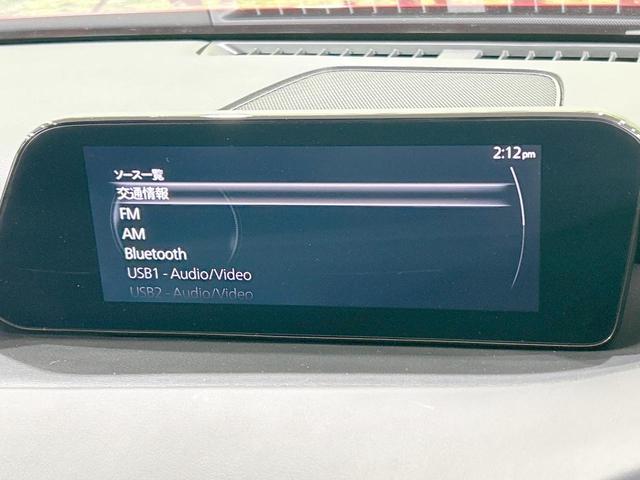 2:12pm
ソース一覧
交通情報
FM
AM
Bluetooth
USB1 - Audio/Video
USB2 - Audio/Video